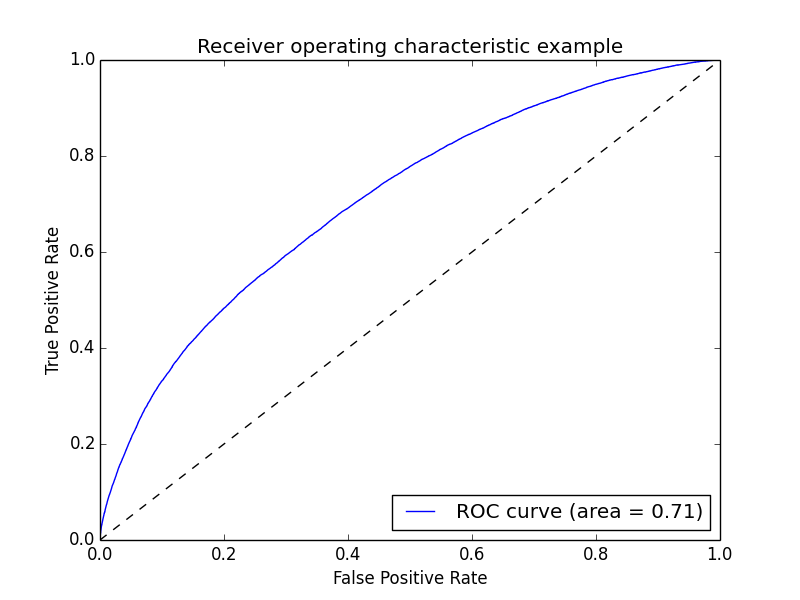 Receiver operating characteristic example
1.0
0.8
0.6
0.4
0.2
0.0
True Positive Rate
ROC curve (area = 0.71)
0.0 0.2 0.4 0.6 0.8 1.0
False Positive Rate